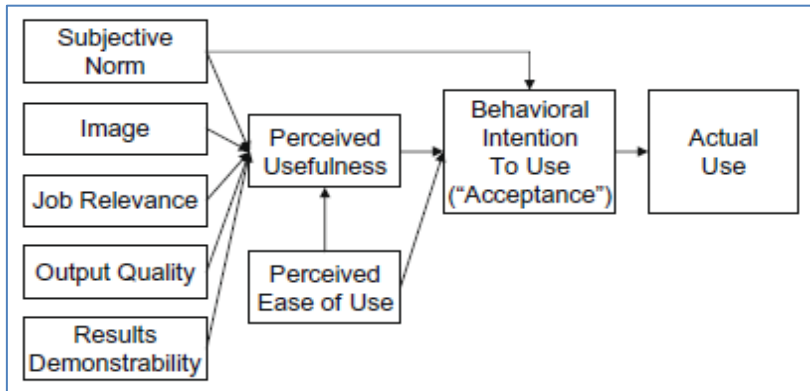 Subjective
Norm
Image
Job Relevance
Output Quality
Results
Demonstrability
Perceived
Usefulness
Perceived
Ease of Use
Behavioral
Intention
To Use
(“Acceptance”)
Actual
Use